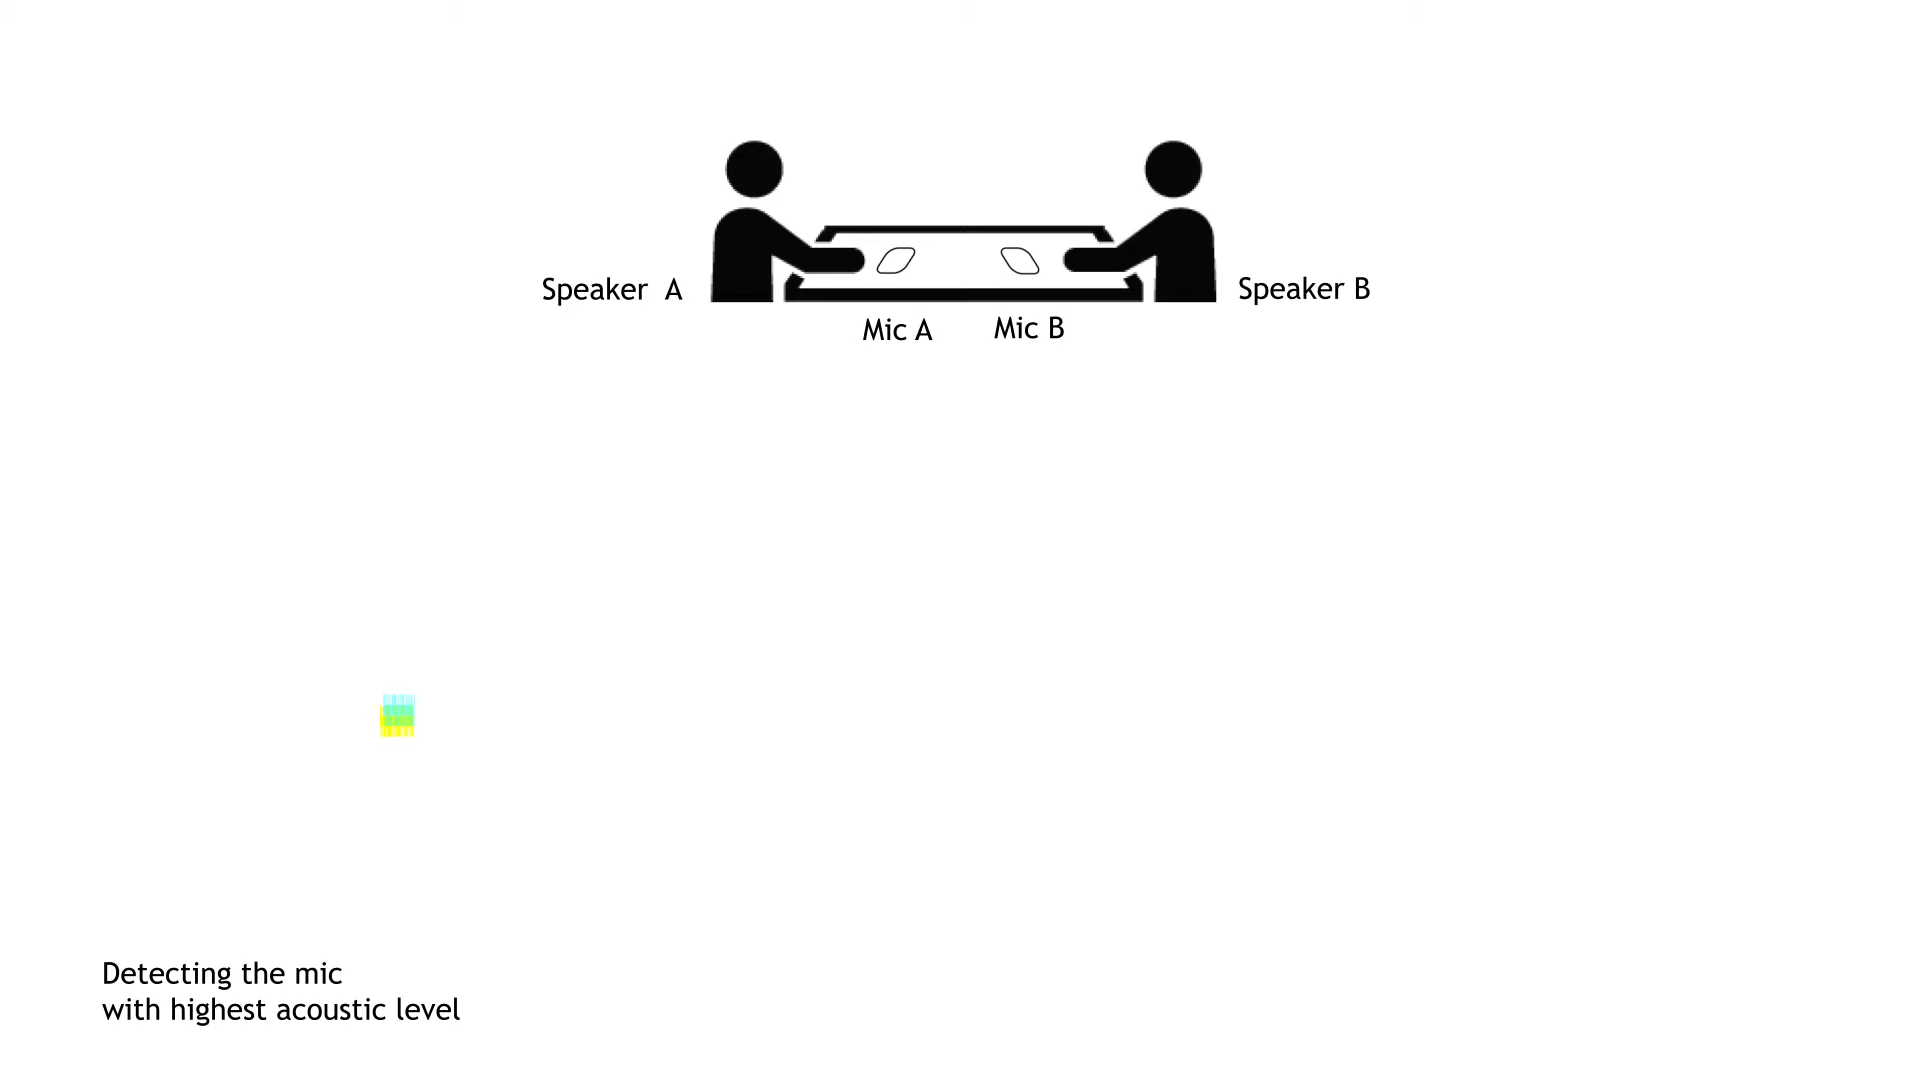 Speaker  A
Speaker B
Mic A
Mic B
Detecting the mic
with highest acoustic level